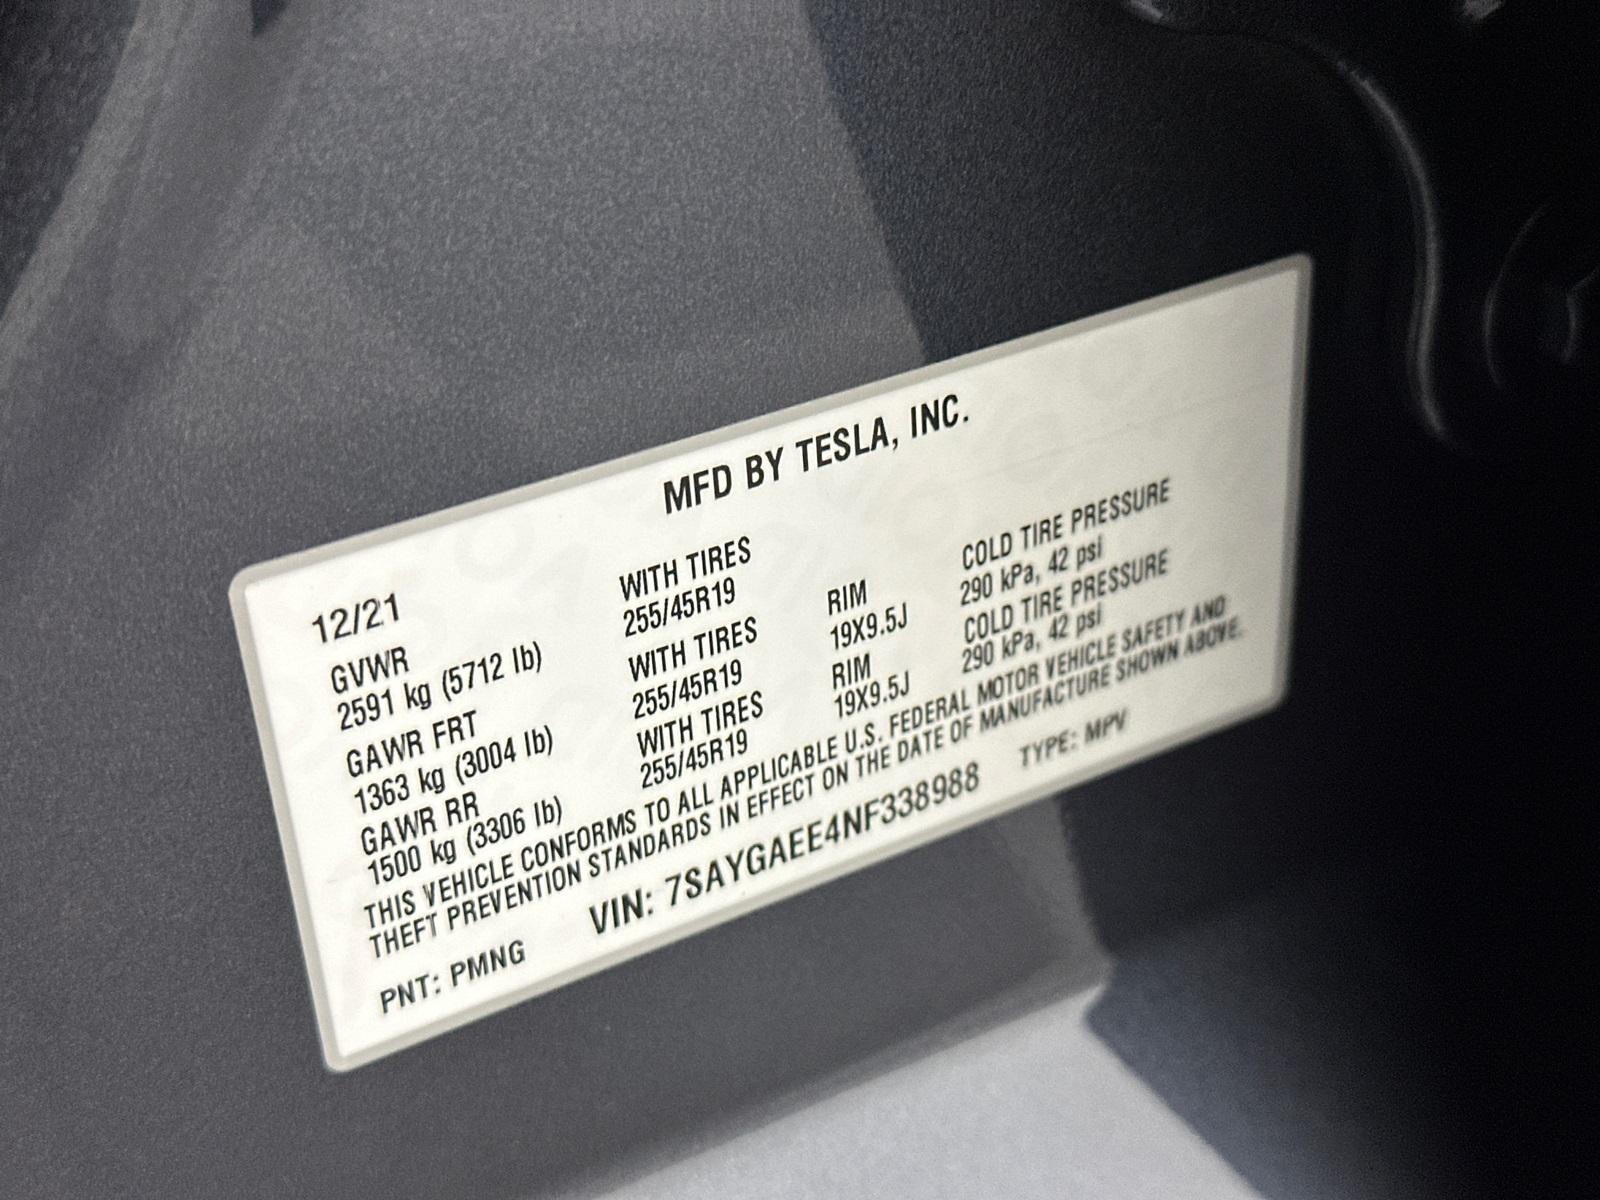 MFD BY TESLA, INC.
12/21
GVWR WITH TIRES
2591 kg (5712 lb) 255/45R19 RIM COLD TIRE PRESSURE
GAWR FRT WITH TIRES 19X9.5J 290 kPa, 42 psi
1363 kg (3004 lb) 255/45R19 RIM COLD TIRE PRESSURE
GAWR RR WITH TIRES 19X9.5J 290 kPa, 42 psi
1500 kg (3306 lb) 255/45R19
THIS VEHICLE CONFORMS TO ALL APPLICABLE U.S. FEDERAL MOTOR VEHICLE SAFETY AND
THEFT PREVENTION STANDARDS IN EFFECT ON THE DATE OF MANUFACTURE SHOWN ABOVE.
PNT: PMNG VIN: 7SAYGAEE4NF338988 TYPE: MPV